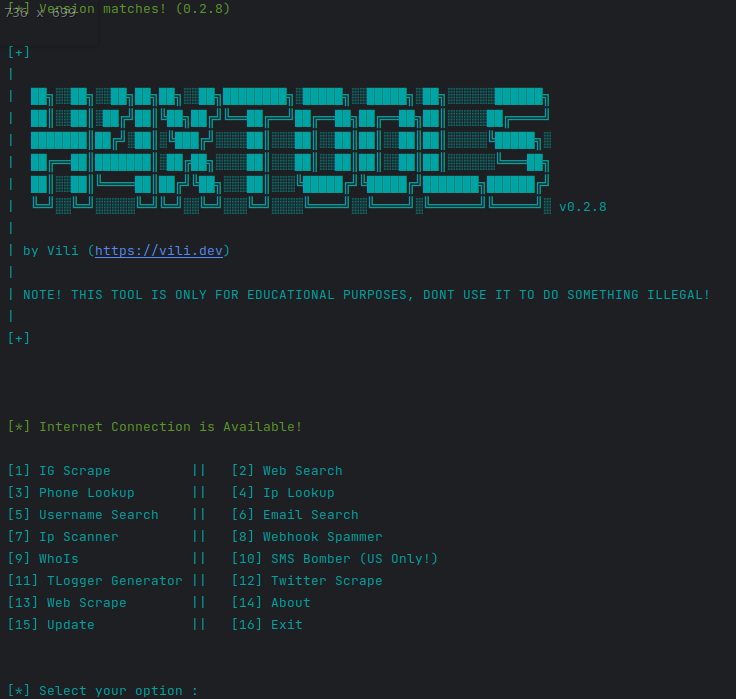 [*] Version matches! (0.2.8)
736 x 699
[+]
|
|
|
|
|
|
| H4XTOOLS v0.2.8
|
| by Vili (https://vili.dev)
|
| NOTE! THIS TOOL IS ONLY FOR EDUCATIONAL PURPOSES, DONT USE IT TO DO SOMETHING ILLEGAL!
|
[+]
[*] Internet Connection is Available!
[1] IG Scrape || [2] Web Search
[3] Phone Lookup || [4] Ip Lookup
[5] Username Search || [6] Email Search
[7] Ip Scanner || [8] Webhook Spammer
[9] WhoIs || [10] SMS Bomber (US Only!)
[11] TLogger Generator || [12] Twitter Scrape
[13] Web Scrape || [14] About
[15] Update || [16] Exit
[*] Select your option :